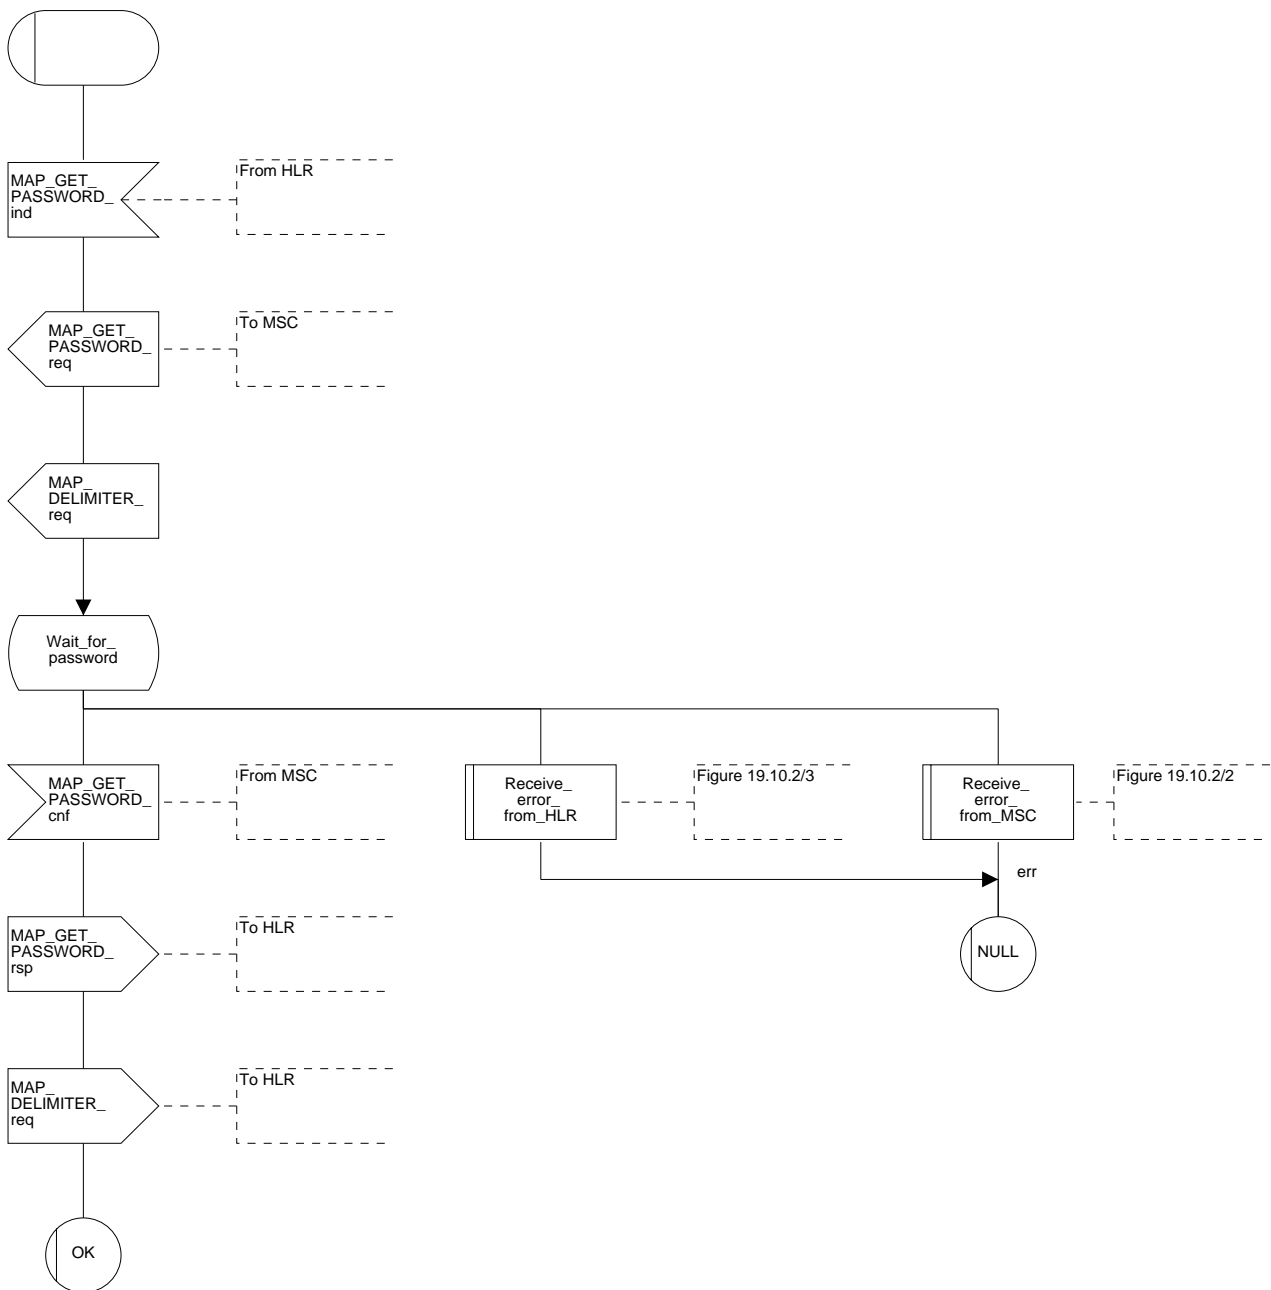 MAP_GET_
PASSWORD_
ind
From HLR
MAP_GET_
PASSWORD_
req
To MSC
MAP_
DELIMITER_
req
Wait_for_
password
MAP_GET_
PASSWORD_
cnf
From MSC
Receive_
error_
from_HLR
Figure 19.10.2/3
Receive_
error_
from_MSC
Figure 19.10.2/2
err
MAP_GET_
PASSWORD_
rsp
To HLR
NULL
MAP_
DELIMITER_
req
To HLR
OK